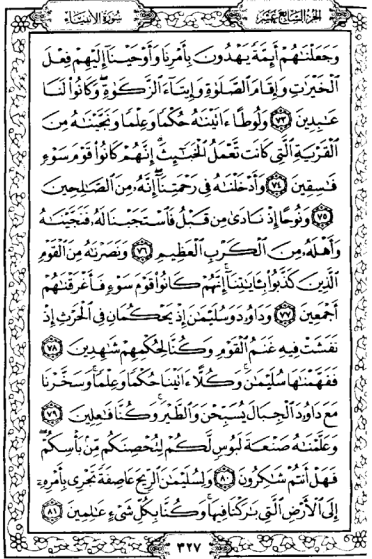 الجزء السابع عشر
سورة الأنبياء
وَجَعَلْنَٰهُمْ أَئِمَّةً يَهْدُونَ بِأَمْرِنَا وَأَوْحَيْنَآ إِلَيْهِمْ فِعْلَ
ٱلْخَيْرَٰتِ وَإِقَامَ ٱلصَّلَوٰةِ وَإِيتَآءَ ٱلزَّكَوٰةِ وَكَانُوا۟ لَنَا
عَٰبِدِينَ ٧٣ وَلُوطًا ءَاتَيْنَٰهُ حُكْمًا وَعِلْمًا وَنَجَّيْنَٰهُ مِنَ
ٱلْقَرْيَةِ ٱلَّتِى كَانَت تَّعْمَلُ ٱلْخَبَٰٓئِثَ إِنَّهُمْ كَانُوا۟ قَوْمَ سَوْءٍ
فَٰسِقِينَ ٧٤ وَأَدْخَلْنَٰهُ فِى رَحْمَتِنَآ إِنَّهُۥ مِنَ ٱلصَّٰلِحِينَ
٧٥ وَنُوحًا إِذْ نَادَىٰ مِن قَبْلُ فَٱسْتَجَبْنَا لَهُۥ فَنَجَّيْنَٰهُ
وَأَهْلَهُۥ مِنَ ٱلْكَرْبِ ٱلْعَظِيمِ ٧٦ وَنَصَرْنَٰهُ مِنَ ٱلْقَوْمِ
ٱلَّذِينَ كَذَّبُوا۟ بِـَٔايَٰتِنَآ إِنَّهُمْ كَانُوا۟ قَوْمَ سَوْءٍ فَأَغْرَقْنَٰهُمْ
أَجْمَعِينَ ٧٧ وَدَاوُۥدَ وَسُلَيْمَٰنَ إِذْ يَحْكُمَانِ فِى ٱلْحَرْثِ إِذْ
نَفَشَتْ فِيهِ غَنَمُ ٱلْقَوْمِ وَكُنَّا لِحُكْمِهِمْ شَٰهِدِينَ ٧٨
فَفَهَّمْنَٰهَا سُلَيْمَٰنَ وَكُلًّا ءَاتَيْنَا حُكْمًا وَعِلْمًا وَسَخَّرْنَا
مَعَ دَاوُۥدَ ٱلْجِبَالَ يُسَبِّحْنَ وَٱلطَّيْرَ وَكُنَّا فَٰعِلِينَ ٧٩
وَعَلَّمْنَٰهُ صَنْعَةَ لَبُوسٍ لَّكُمْ لِتُحْصِنَكُم مِّنۢ بَأْسِكُمْ
فَهَلْ أَنتُمْ شَٰكِرُونَ ٨٠ وَلِسُلَيْمَٰنَ ٱلرِّيحَ عَاصِفَةً تَجْرِى بِأَمْرِهِۦٓ
إِلَى ٱلْأَرْضِ ٱلَّتِى بَٰرَكْنَا فِيهَا وَكُنَّا بِكُلِّ شَىْءٍ عَٰلِمِينَ ٨١
٣٢٧